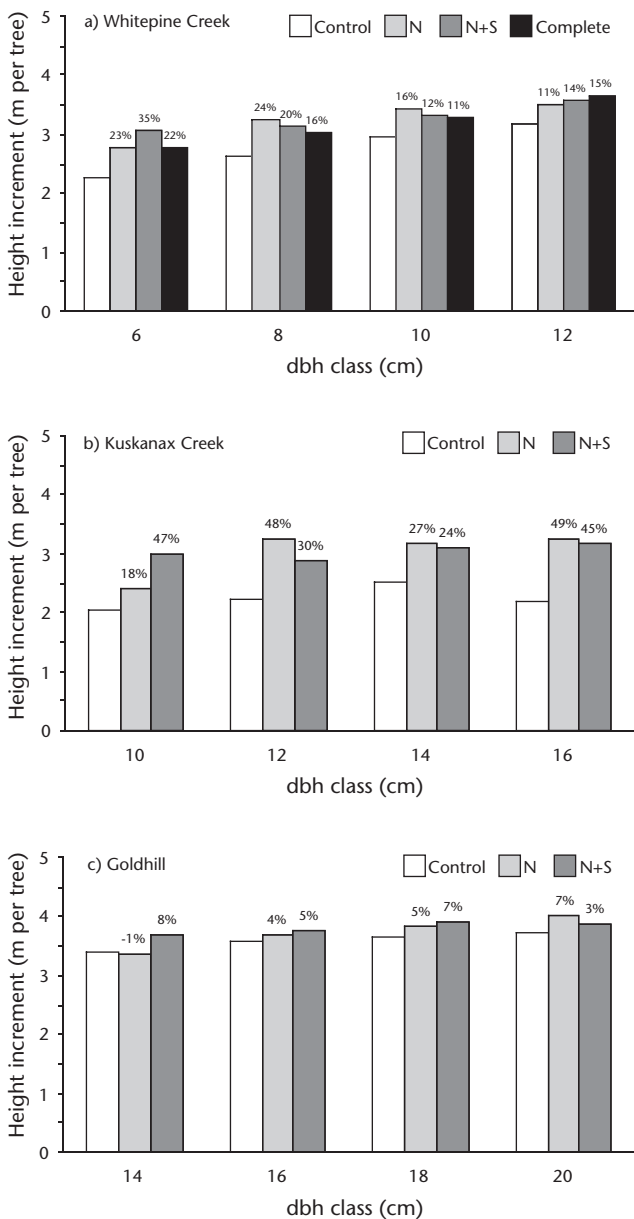 a) Whitepine Creek
Control N N+S Complete
Height increment (m per tree)
5
4
3
2
1
0
23% 35% 22%
24% 20% 16%
16% 12% 11%
11% 14% 15%
6 8 10 12
dbh class (cm)
b) Kuskanax Creek
Control N N+S
Height increment (m per tree)
5
4
3
2
1
0
18% 47%
48% 30%
27% 24%
49% 45%
10 12 14 16
dbh class (cm)
c) Goldhill
Control N N+S
Height increment (m per tree)
5
4
3
2
1
0
-1% 8%
4% 5%
5% 7%
7% 3%
14 16 18 20
dbh class (cm)